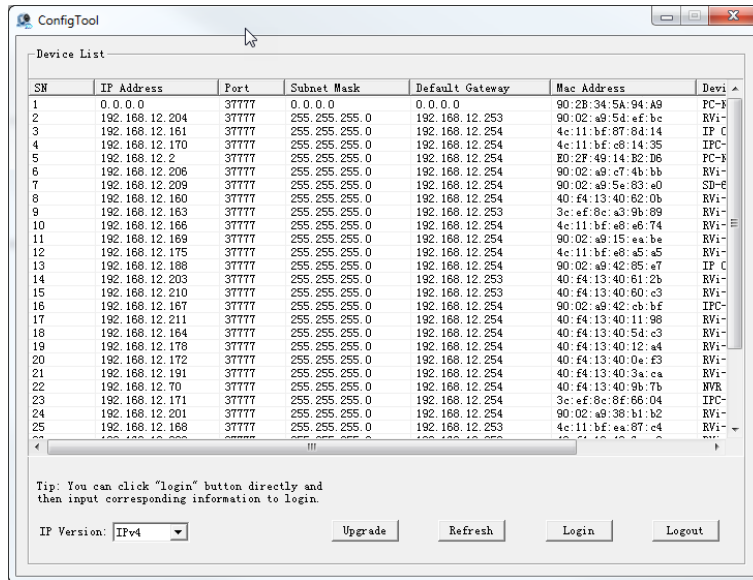 ConfigTool
Device List
SN IP Address Port Subnet Mask Default Gateway Mac Address Devi
1 0.0.0.0 37777 0.0.0.0 0.0.0.0 90:2B:34:5A:94:A9 PC-
2 192.168.12.204 37777 255.255.255.0 192.168.12.253 90:02:a9:5d:ef:bc RVi-
3 192.168.12.161 37777 255.255.255.0 192.168.12.254 4c:11:bf:87:8d:14 IP C
4 192.168.12.170 37777 255.255.255.0 192.168.12.254 4c:11:bf:c8:14:35 IPC-
5 192.168.12.2 37777 255.255.255.0 192.168.12.254 E0:2F:49:14:B2:D6 PC-
6 192.168.12.206 37777 255.255.255.0 192.168.12.254 90:02:a9:c7:4b:bb RVi-
7 192.168.12.209 37777 255.255.255.0 192.168.12.254 90:02:a9:5e:83:e0 SD-6
8 192.168.12.160 37777 255.255.255.0 192.168.12.254 40:f4:13:40:62:0b RVi-
9 192.168.12.163 37777 255.255.255.0 192.168.12.253 3c:ef:8c:a3:9b:89 RVi-
10 192.168.12.166 37777 255.255.255.0 192.168.12.254 4c:11:bf:e8:e6:74 RVi-
11 192.168.12.169 37777 255.255.255.0 192.168.12.254 90:02:a9:15:ea:be RVi-
12 192.168.12.175 37777 255.255.255.0 192.168.12.254 4c:11:bf:e8:a5:a5 RVi-
13 192.168.12.188 37777 255.255.255.0 192.168.12.254 90:02:a9:42:85:e7 IP C
14 192.168.12.203 37777 255.255.255.0 192.168.12.253 40:f4:13:40:61:2b RVi-
15 192.168.12.210 37777 255.255.255.0 192.168.12.253 40:f4:13:40:60:c3 RVi-
16 192.168.12.167 37777 255.255.255.0 192.168.12.253 90:02:a9:42:cb:bf IPC-
17 192.168.12.211 37777 255.255.255.0 192.168.12.254 40:f4:13:40:11:98 RVi-
18 192.168.12.164 37777 255.255.255.0 192.168.12.254 40:f4:13:40:5d:c3 RVi-
19 192.168.12.178 37777 255.255.255.0 192.168.12.254 40:f4:13:40:12:a4 RVi-
20 192.168.12.172 37777 255.255.255.0 192.168.12.254 40:f4:13:40:0e:f3 RVi-
21 192.168.12.191 37777 255.255.255.0 192.168.12.254 40:f4:13:40:3a:ca RVi-
22 192.168.12.70 37777 255.255.255.0 192.168.12.254 40:f4:13:40:9b:7b NVR
23 192.168.12.171 37777 255.255.255.0 192.168.12.254 3c:ef:8c:8f:66:04 IPC-
24 192.168.12.201 37777 255.255.255.0 192.168.12.254 90:02:a9:38:b1:b2 RVi-
25 192.168.12.168 37777 255.255.255.0 192.168.12.253 4c:11:bf:ea:87:c4 RVi-
Tip: You can click "login" button directly and
then input corresponding information to login.
IP Version: IPv4 Upgrade Refresh Login Logout